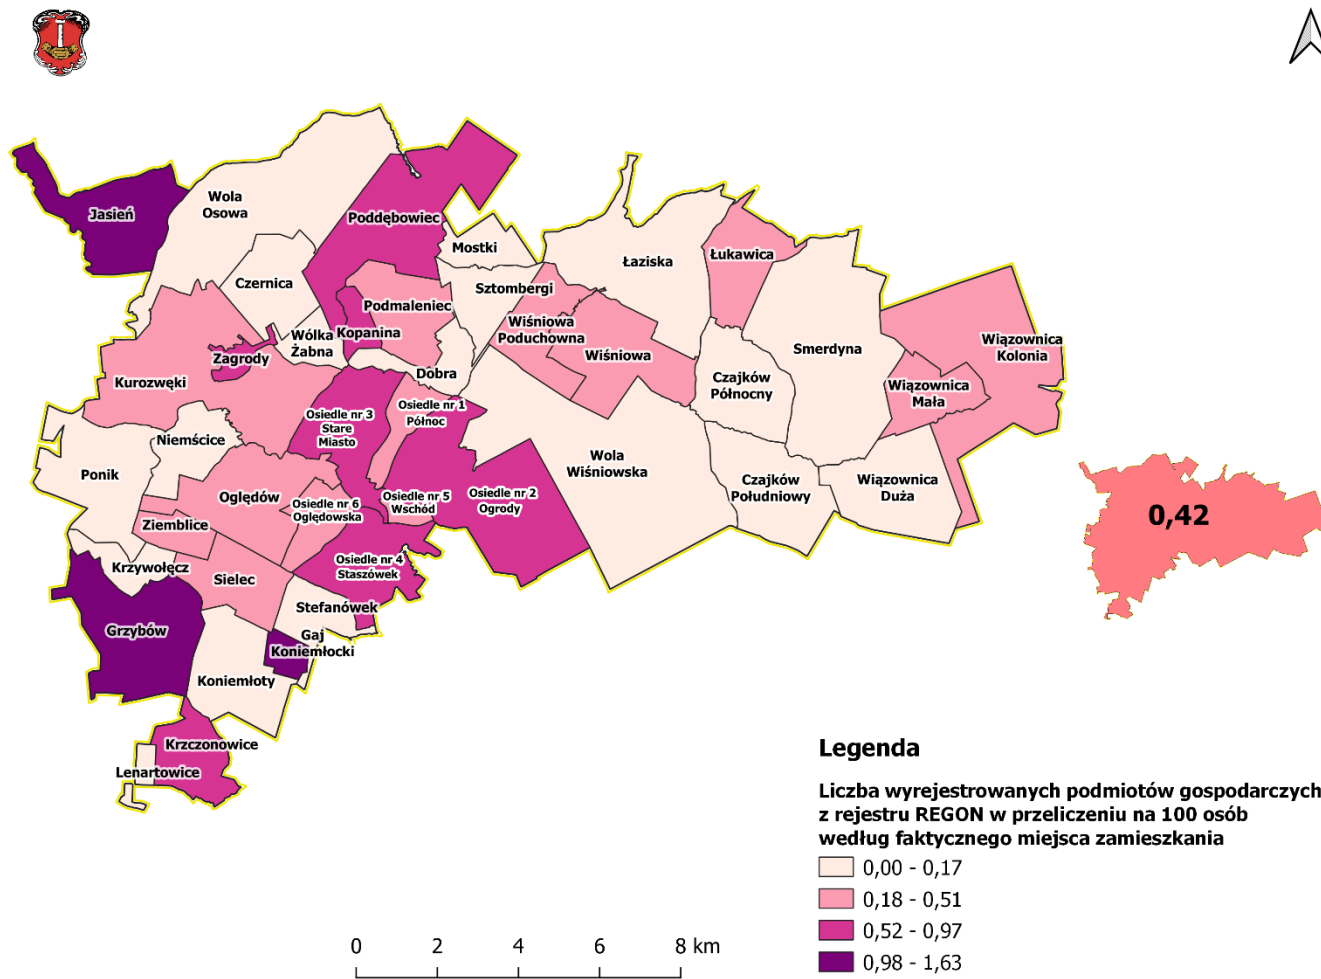 Wola
Osowa
Jasień
Poddębowiec
Mostki
Łaziska
Łukawica
Czernica
Sztombergi
Podmaleniec
Wiśniowa
Poduchowna
Kopanina
Wólka
Żabna
Zagrody
Wiśniowa
Smerdyna
Wiązownica
Kolonia
Kurozwęki
Dobra
Czajków
Północny
Wiązownica
Mała
Osiedle nr 3
Stare
Miasto
Osiedle nr 1
Północ
Niemścice
Ponik
Wola
Wiśniowska
Oględów
Osiedle nr 6
Oględowska
Osiedle nr 5
Wschód
Osiedle nr 2
Ogrody
Czajków
Południowy
Wiązownica
Duża
Ziemblice
0,42
Krzywołęcz
Sielec
Osiedle nr 4
Staszówek
Stefanówek
Grzybów
Gaj
Koniemłocki
Koniemłoty
Krzczonowice
Lenartowice
Legenda
Liczba wyrejestrowanych podmiotów gospodarczych
z rejestru REGON w przeliczeniu na 100 osób
według faktycznego miejsca zamieszkania
0,00 - 0,17
0,18 - 0,51
0,52 - 0,97
0,98 - 1,63
0 2 4 6 8 km